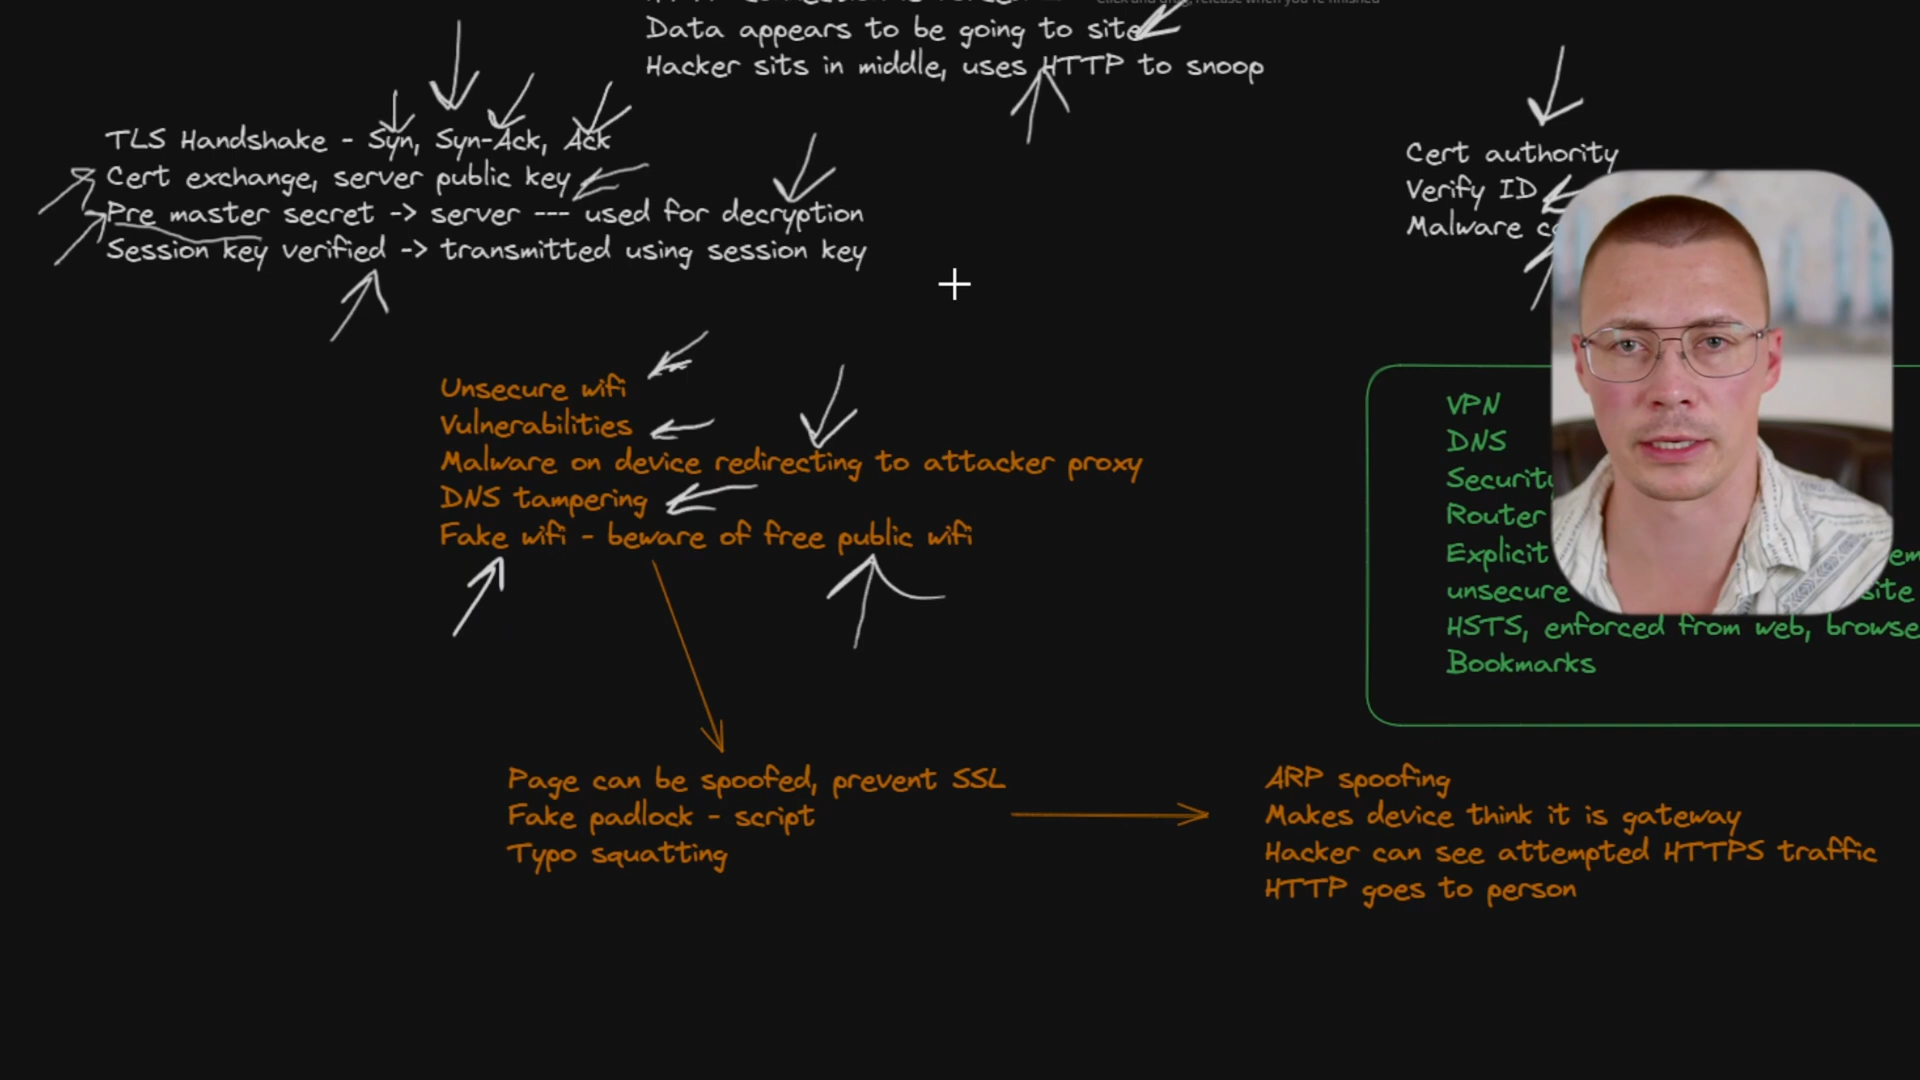 Data appears to be going to site
Hacker sits in middle, uses HTTP to snoop
TLS Handshake - Syn, Syn-Ack, Ack
Cert exchange, server public key
Pre master secret -> server --- used for decryption
Session key verified -> transmitted using session key
Cert authority
Verify ID
Malware
Unsecure wifi
Vulnerabilities
Malware on device redirecting to attacker proxy
DNS tampering
Fake wifi - beware of free public wifi
VPN
DNS
Router
Explicit
unsecure site
HSTS, enforced from web, browse
Bookmarks
Page can be spoofed, prevent SSL
Fake padlock - script
Typo squatting
ARP spoofing
Makes device think it is gateway
Hacker can see attempted HTTPS traffic
HTTP goes to person